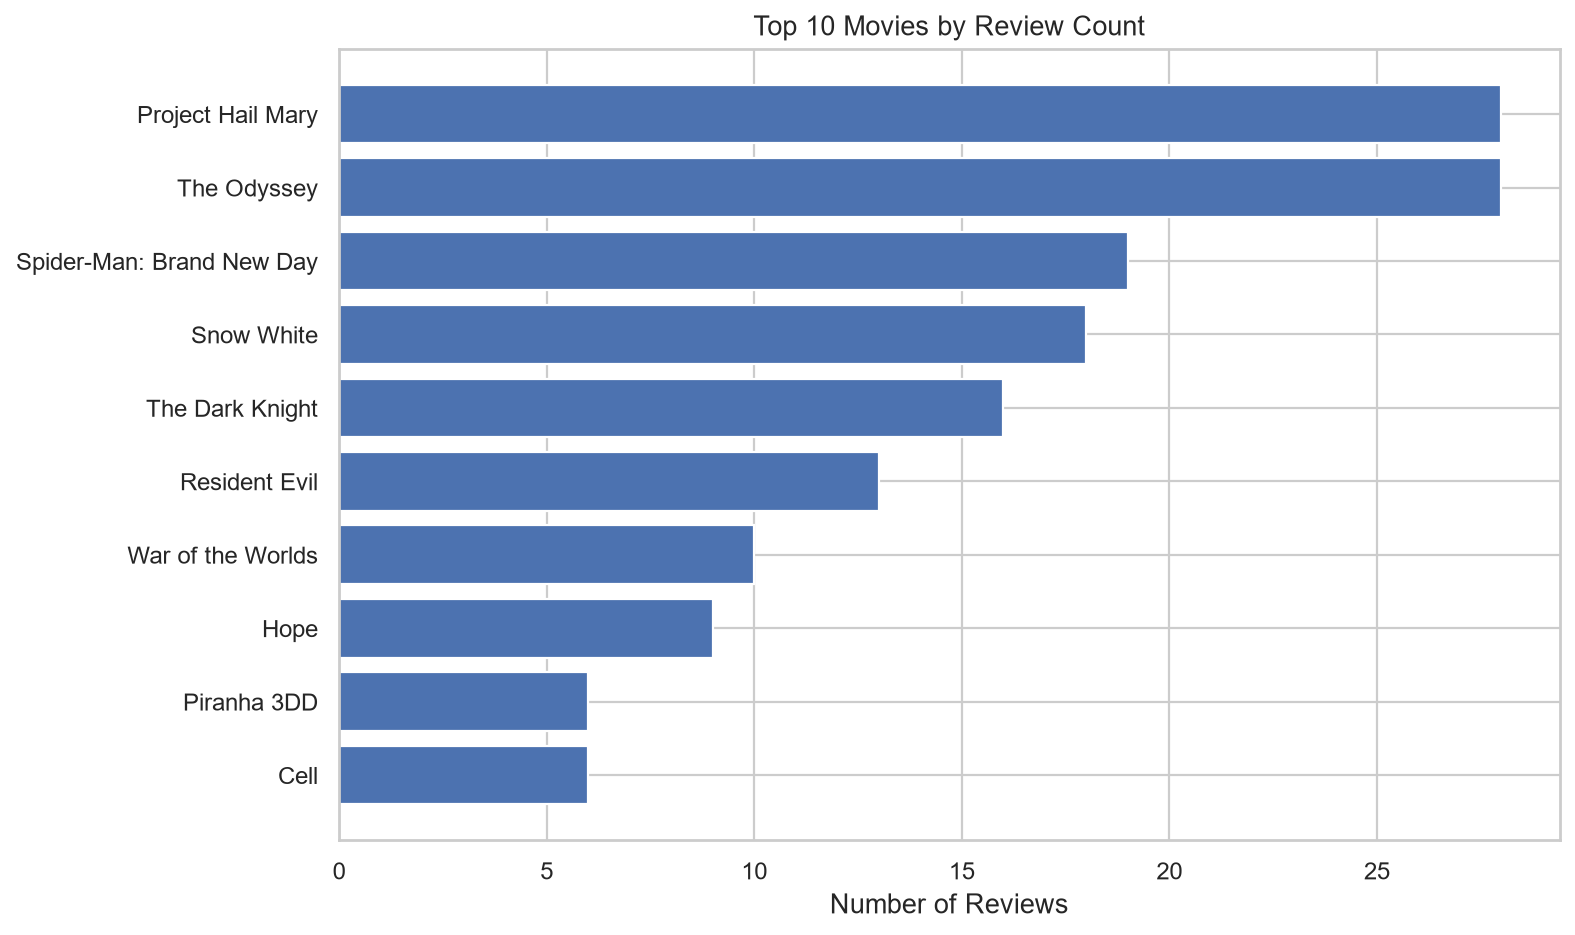 Top 10 Movies by Review Count
Project Hail Mary
The Odyssey
Spider-Man: Brand New Day
Snow White
The Dark Knight
Resident Evil
War of the Worlds
Hope
Piranha 3DD
Cell
0 5 10 15 20 25
Number of Reviews